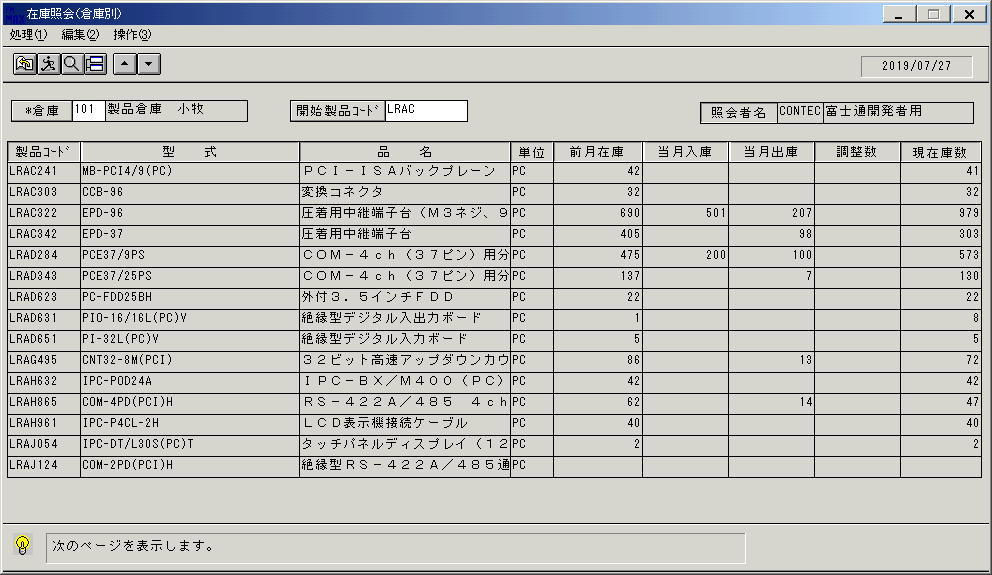 在庫照会(倉庫別)
処理(1) 編集(2) 操作(3)
2019/07/27
*倉庫 101 製品倉庫 小牧 開始製品コード LRAC 照会者名 CONTEC 富士通開発者用
製品コード 型 式 品 名 単位 前月在庫 当月入庫 当月出庫 調整数 現在庫数
LRAC241 MB-PCI4/9(PC) PCI-ISAバックプレーン PC 42 41
LRAC303 CCB-96 変換コネクタ PC 32 32
LRAC322 EPD-96 圧着用中継端子台(M3ネジ、9 PC 690 501 207 979
LRAC342 EPD-37 圧着用中継端子台 PC 405 98 303
LRAD284 PCE37/9PS COM-4ch(37ピン)用分 PC 475 200 100 573
LRAD343 PCE37/25PS COM-4ch(37ピン)用分 PC 137 7 130
LRAD623 PC-FDD25BH 外付3.5インチFDD PC 22 22
LRAD631 PIO-16/16L(PC)V 絶縁型デジタル入出力ボード PC 1 8
LRAD651 PI-32L(PC)V 絶縁型デジタル入力ボード PC 5 5
LRAG495 CNT32-8M(PCI) 32ビット高速アップダウンカウ PC 86 13 72
LRAH632 IPC-POD24A IPC-BX/M400(PC) PC 42 42
LRAH865 COM-4PD(PCI)H RS-422A/485 4ch PC 62 14 47
LRAH961 IPC-P4CL-2H LCD表示機接続ケーブル PC 40 40
LRAJ054 IPC-DT/L30S(PC)T タッチパネルディスプレイ(12 PC 2 2
LRAJ124 COM-2PD(PCI)H 絶縁型RS-422A/485通 PC
次のページを表示します。